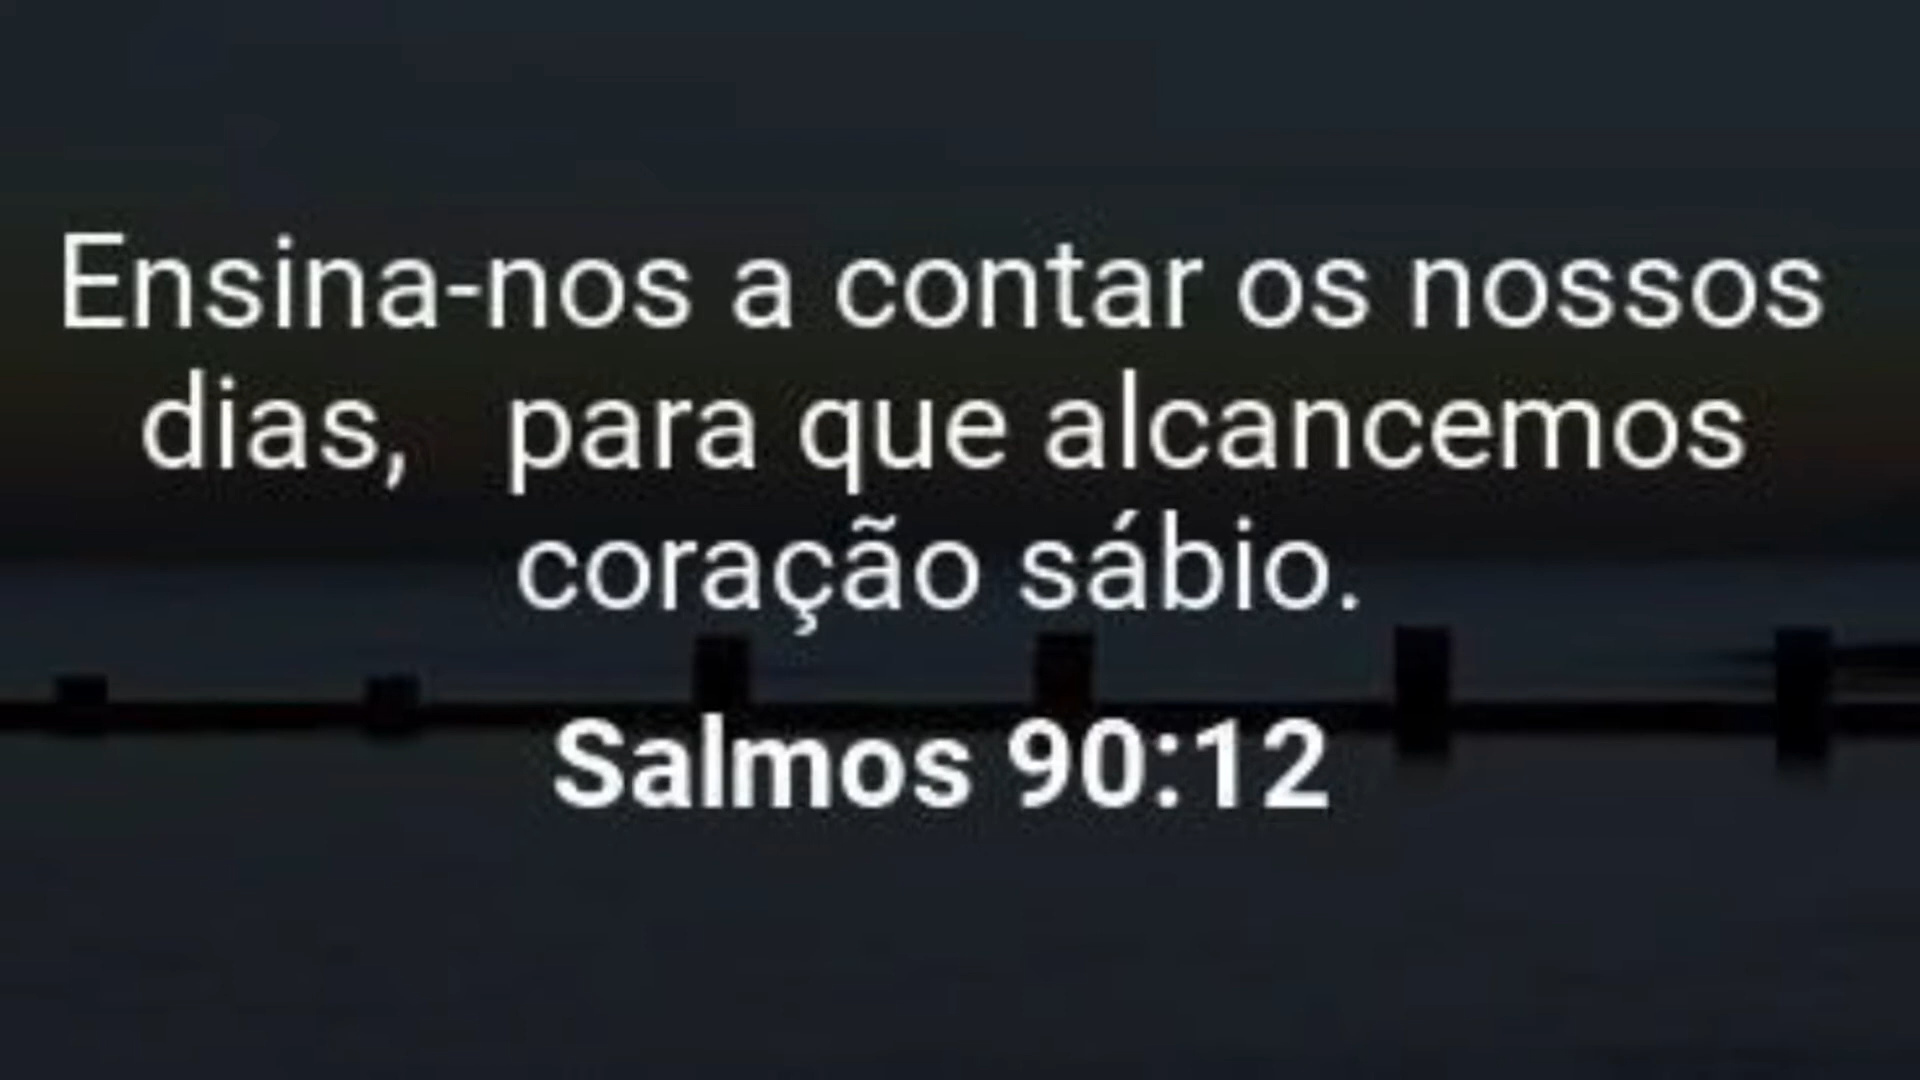 Ensina-nos a contar os nossos
dias, para que alcancemos
coração sábio.
Salmos 90:12